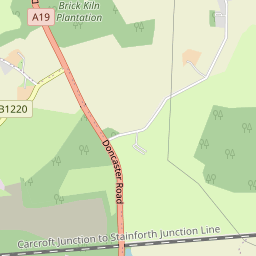 Brick Kiln
Plantation
A19
B1220
Doncaster Road
Carcroft Junction to Stainforth Junction Line